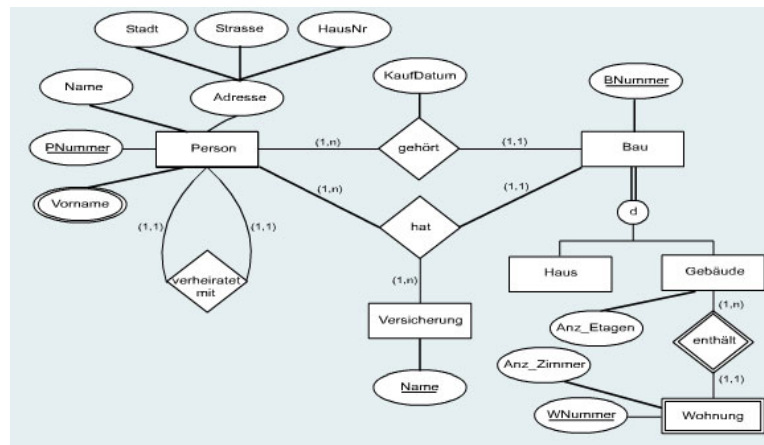 Stadt
Strasse
HausNr
Name
Adresse
KaufDatum
BNummer
PNummer
Person
(1,n)
gehört
(1,1)
Bau
Vorname
(1,1)
(1,1)
(1,n)
(1,1)
hat
d
verheiratet
mit
(1,n)
Haus
Gebäude
Versicherung
Anz_Etagen
(1,n)
enthält
Name
Anz_Zimmer
(1,1)
WNummer
Wohnung